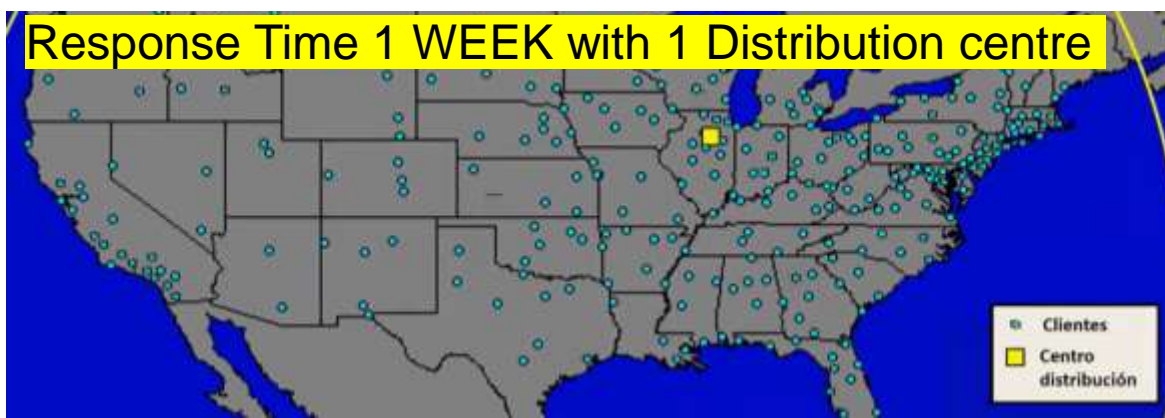 Response Time 1 WEEK with 1 Distribution centre
Clientes
Centro
distribución